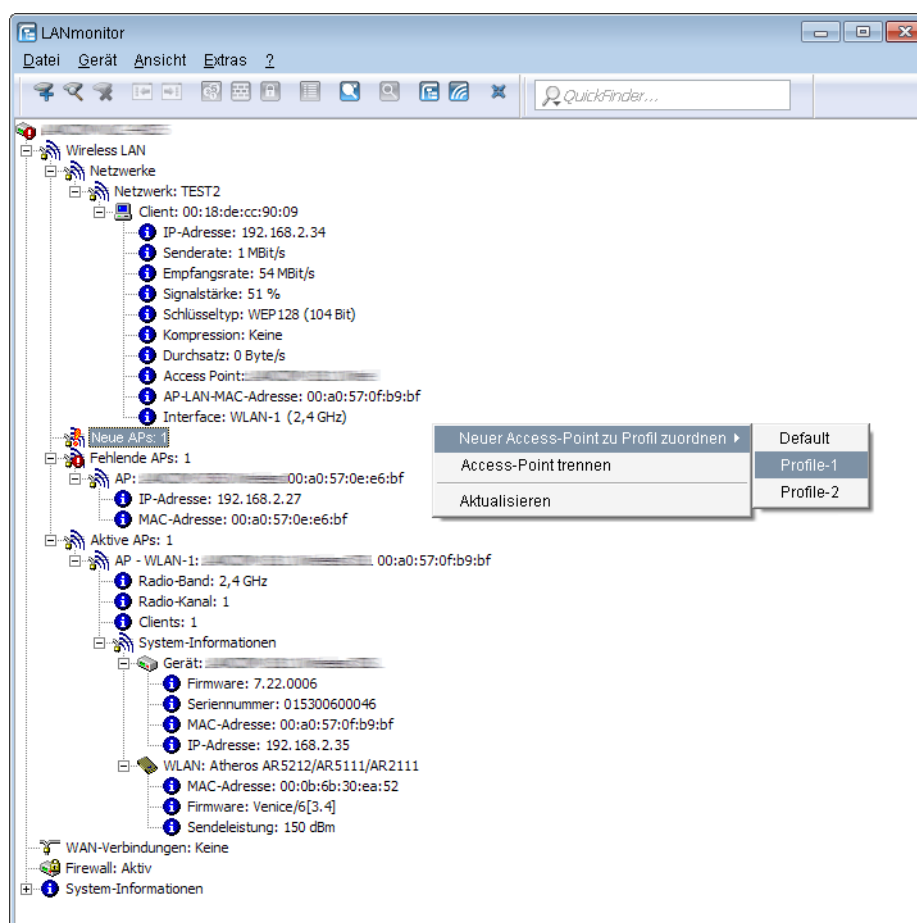 LANmonitor
Datei Gerät Ansicht Extras ?
QuickFinder...
Wireless LAN
Netzwerke
Netzwerk: TEST2
Client: 00:18:de:cc:90:09
IP-Adresse: 192.168.2.34
Senderate: 1 MBit/s
Empfangsrate: 54 MBit/s
Signalstärke: 51 %
Schlüsseltyp: WEP128 (104 Bit)
Kompression: Keine
Durchsatz: 0 Byte/s
Access Point:
AP-LAN-MAC-Adresse: 00:a0:57:0f:b9:bf
Interface: WLAN-1 (2,4 GHz)
Neue APs: 1
Neuer Access-Point zu Profil zuordnen
Default
Access-Point trennen
Profile-1
Aktualisieren
Profile-2
Fehlende APs: 1
AP: 00:a0:57:0e:e6:bf
IP-Adresse: 192.168.2.27
MAC-Adresse: 00:a0:57:0e:e6:bf
Aktive APs: 1
AP - WLAN-1: 00:a0:57:0f:b9:bf
Radio-Band: 2,4 GHz
Radio-Kanal: 1
Clients: 1
System-Informationen
Gerät:
Firmware: 7.22.0006
Seriennummer: 015300600046
MAC-Adresse: 00:a0:57:0f:b9:bf
IP-Adresse: 192.168.2.35
WLAN: Atheros AR5212/AR5111/AR2111
MAC-Adresse: 00:0b:6b:30:ea:52
Firmware: Venice/6[3.4]
Sendeleistung: 150 dBm
WAN-Verbindungen: Keine
Firewall: Aktiv
System-Informationen